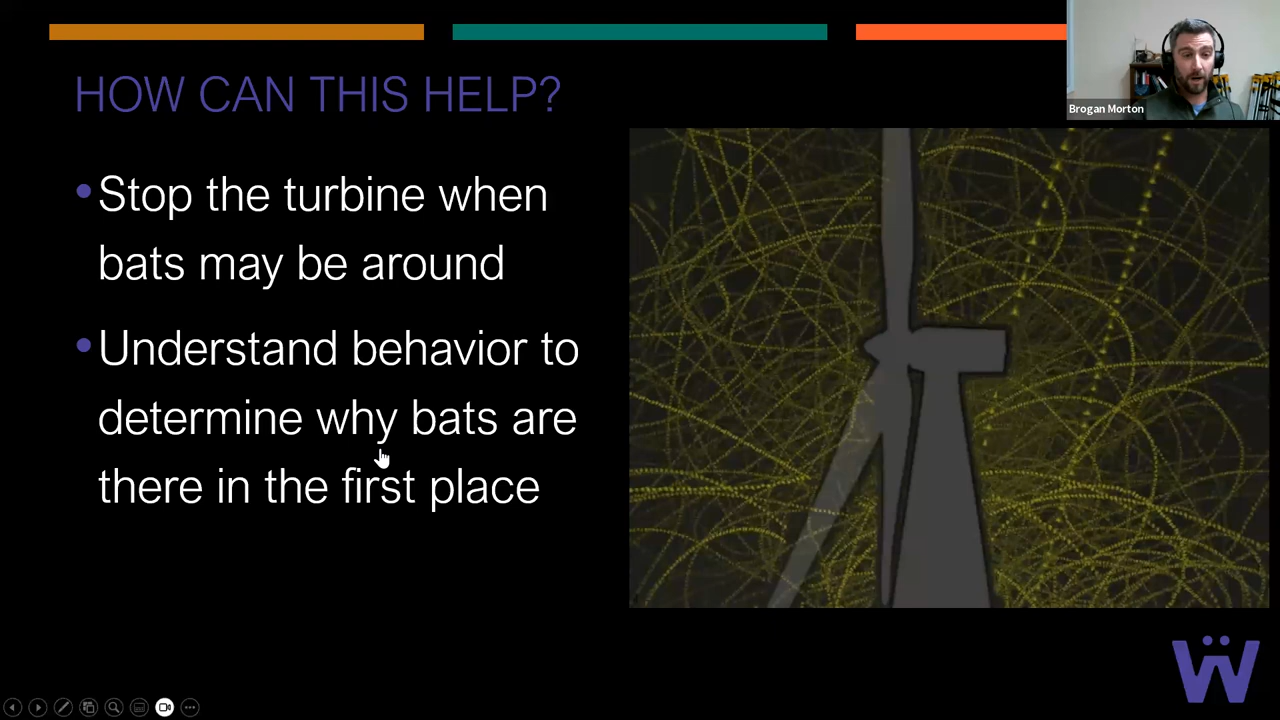 HOW CAN THIS HELP?
Brogan Morton
•Stop the turbine when
bats may be around
•Understand behavior to
determine why bats are
there in the first place
Ẅ